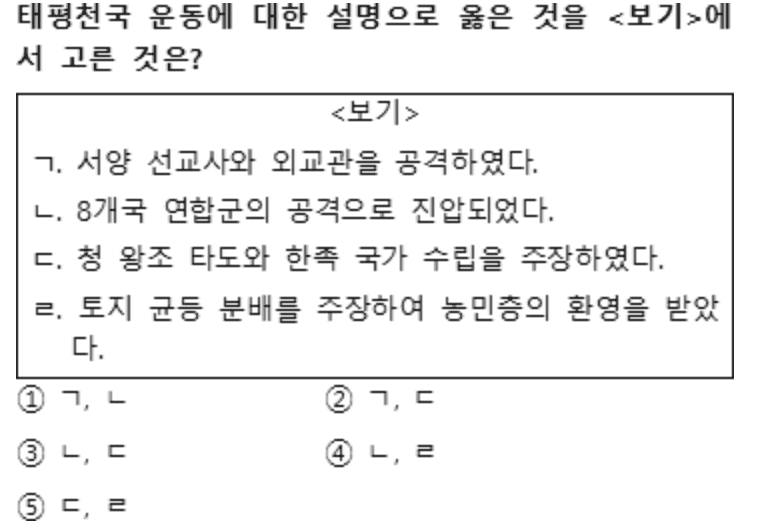 태평천국 운동에 대한 설명으로 옳은 것을 <보기>에
서 고른 것은?
<보기>
ㄱ. 서양 선교사와 외교관을 공격하였다.
ㄴ. 8개국 연합군의 공격으로 진압되었다.
ㄷ. 청 왕조 타도와 한족 국가 수립을 주장하였다.
ㄹ. 토지 균등 분배를 주장하여 농민층의 환영을 받았
다.
① ㄱ, ㄴ ② ㄱ, ㄷ
③ ㄴ, ㄷ ④ ㄴ, ㄹ
⑤ ㄷ, ㄹ